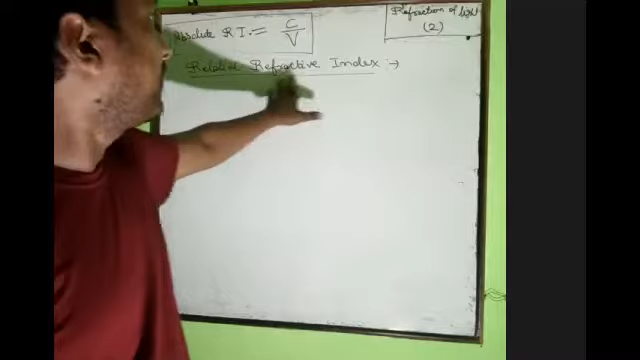 Absolute R I. = C/V
Refraction of light
(2)
Relative Refractive Index :→